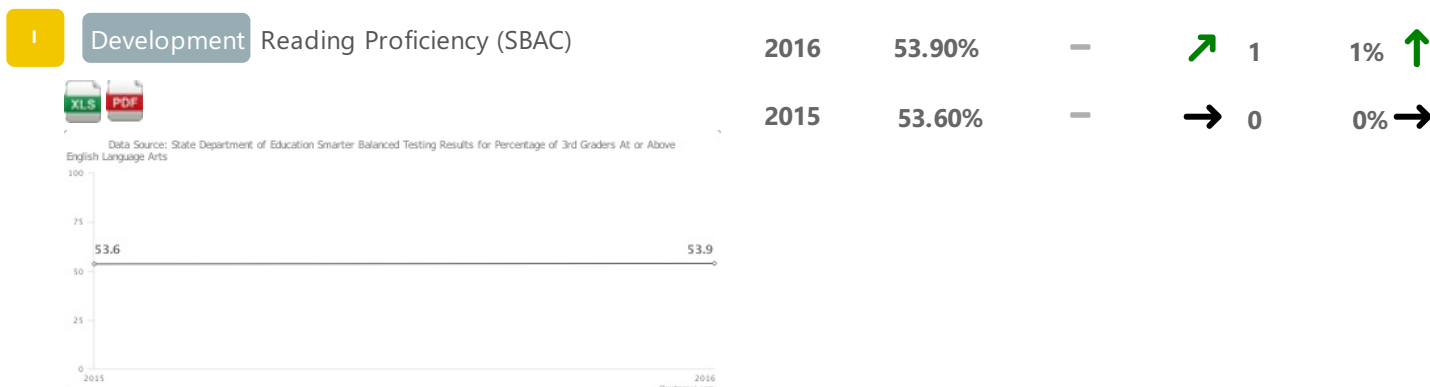 I Development Reading Proficiency (SBAC)
2016 53.90% – 1 1%
2015 53.60% – 0 0%
XLS PDF
Data Source: State Department of Education Smarter Balanced Testing Results for Percentage of 3rd Graders At or Above
English Language Arts
100
75
53.6 53.9
50
25
0
2015 2016